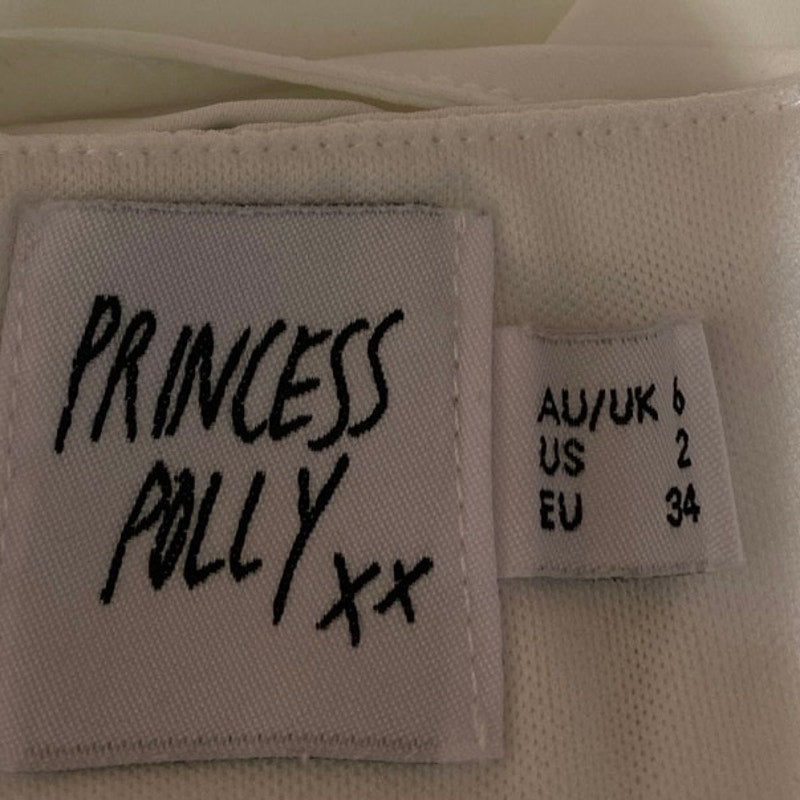 PRINCESS
POLLY xx
AU/UK 6
US 2
EU 34